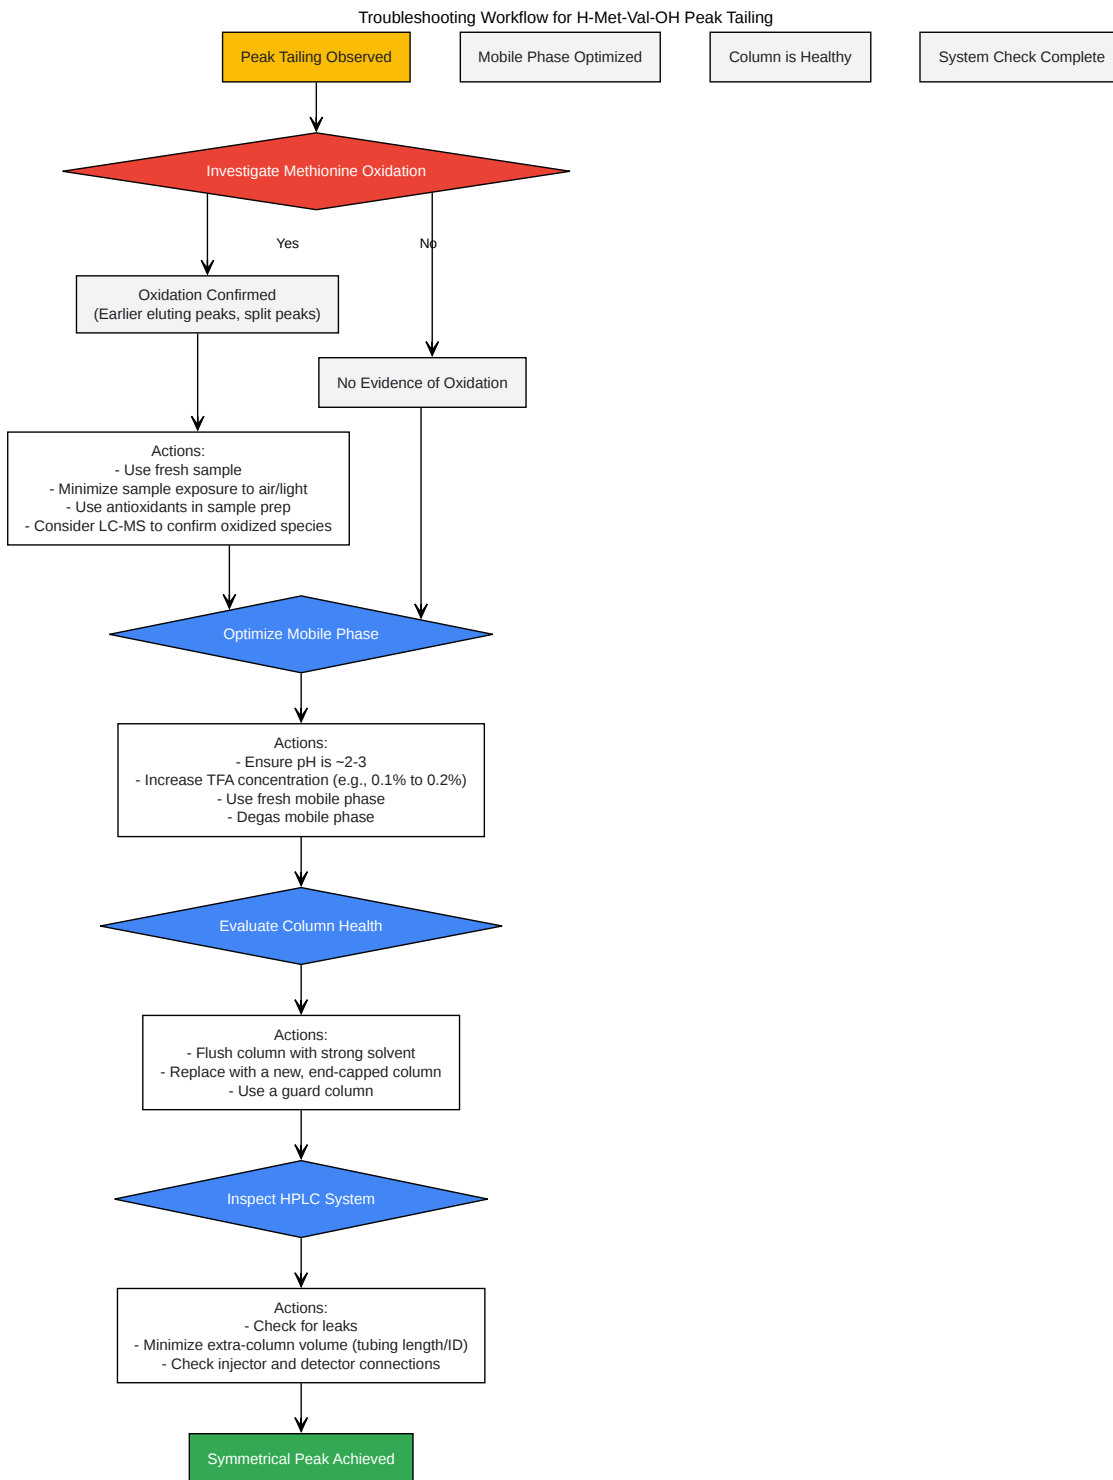 Troubleshooting Workflow for H-Met-Val-OH Peak Tailing
Peak Tailing Observed
Mobile Phase Optimized
Column is Healthy
System Check Complete
Investigate Methionine Oxidation
Yes
No
Oxidation Confirmed
(Earlier eluting peaks, split peaks)
No Evidence of Oxidation
Actions:
- Use fresh sample
- Minimize sample exposure to air/light
- Use antioxidants in sample prep
- Consider LC-MS to confirm oxidized species
Optimize Mobile Phase
Actions:
- Ensure pH is ~2-3
- Increase TFA concentration (e.g., 0.1% to 0.2%)
- Use fresh mobile phase
- Degas mobile phase
Evaluate Column Health
Actions:
- Flush column with strong solvent
- Replace with a new, end-capped column
- Use a guard column
Inspect HPLC System
Actions:
- Check for leaks
- Minimize extra-column volume (tubing length/ID)
- Check injector and detector connections
Symmetrical Peak Achieved